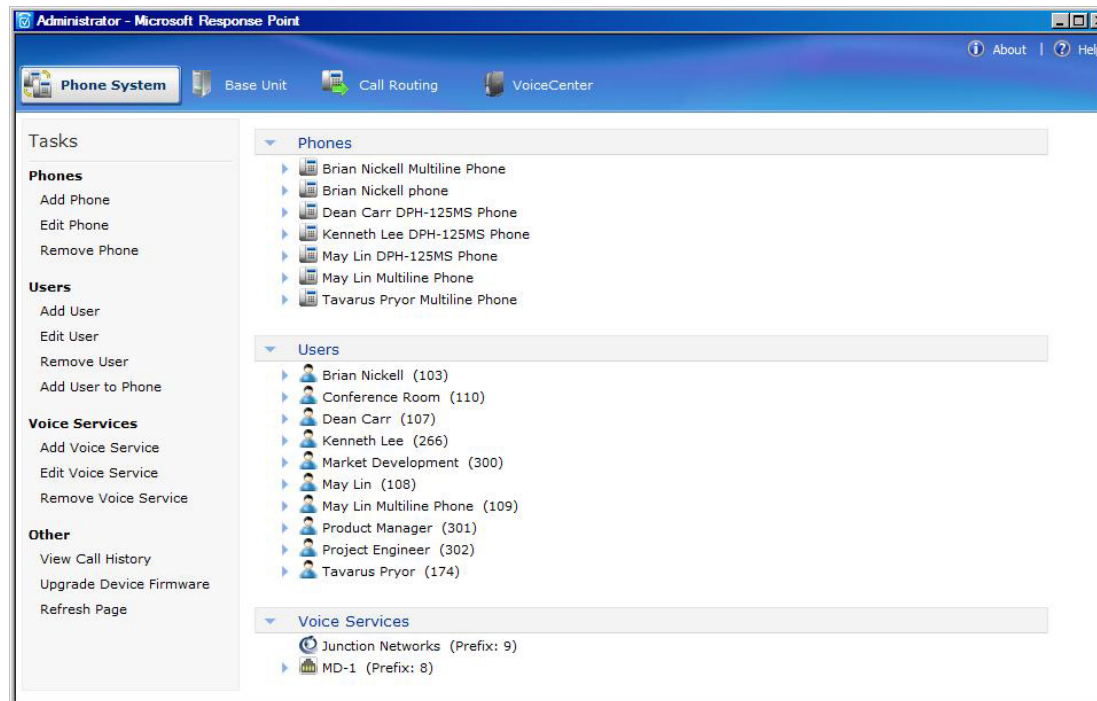 Administrator - Microsoft Response Point
About | Help
Phone System
Base Unit
Call Routing
VoiceCenter
Tasks
Phones
Add Phone
Edit Phone
Remove Phone
Users
Add User
Edit User
Remove User
Add User to Phone
Voice Services
Add Voice Service
Edit Voice Service
Remove Voice Service
Other
View Call History
Upgrade Device Firmware
Refresh Page
Phones
Brian Nickell Multiline Phone
Brian Nickell phone
Dean Carr DPH-125MS Phone
Kenneth Lee DPH-125MS Phone
May Lin DPH-125MS Phone
May Lin Multiline Phone
Tavarus Pryor Multiline Phone
Users
Brian Nickell (103)
Conference Room (110)
Dean Carr (107)
Kenneth Lee (266)
Market Development (300)
May Lin (108)
May Lin Multiline Phone (109)
Product Manager (301)
Project Engineer (302)
Tavarus Pryor (174)
Voice Services
Junction Networks (Prefix: 9)
MD-1 (Prefix: 8)